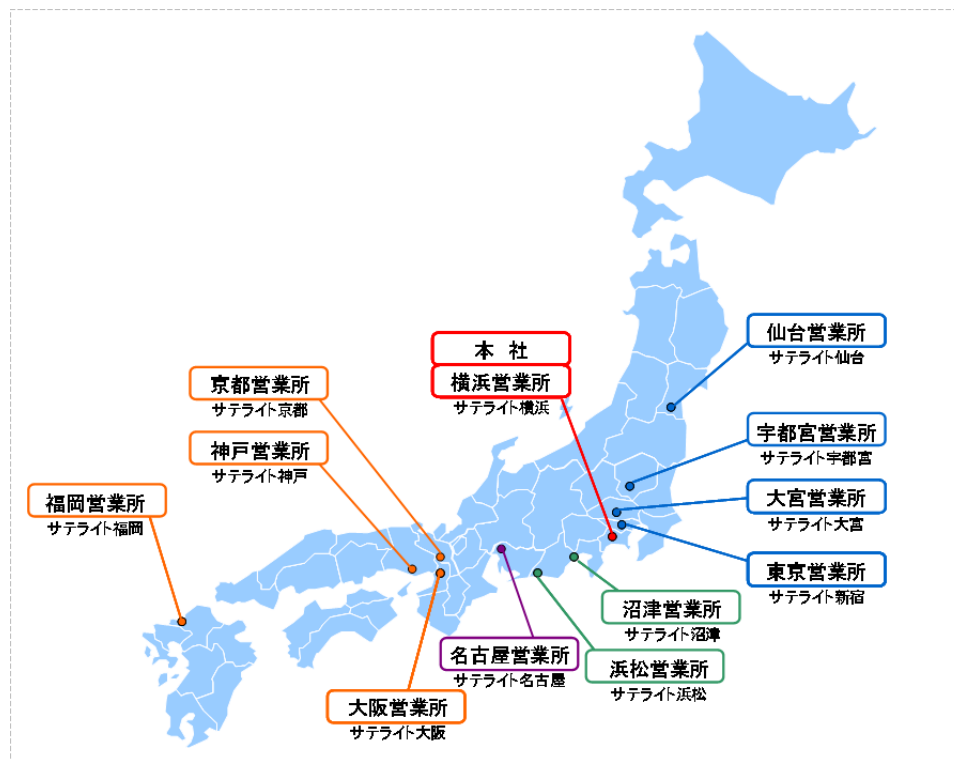 仙台営業所
サテライト仙台
本 社
横浜営業所
サテライト横浜
京都営業所
サテライト京都
宇都宮営業所
サテライト宇都宮
神戸営業所
サテライト神戸
大宮営業所
サテライト大宮
福岡営業所
サテライト福岡
東京営業所
サテライト新宿
沼津営業所
サテライト沼津
名古屋営業所
サテライト名古屋
浜松営業所
サテライト浜松
大阪営業所
サテライト大阪